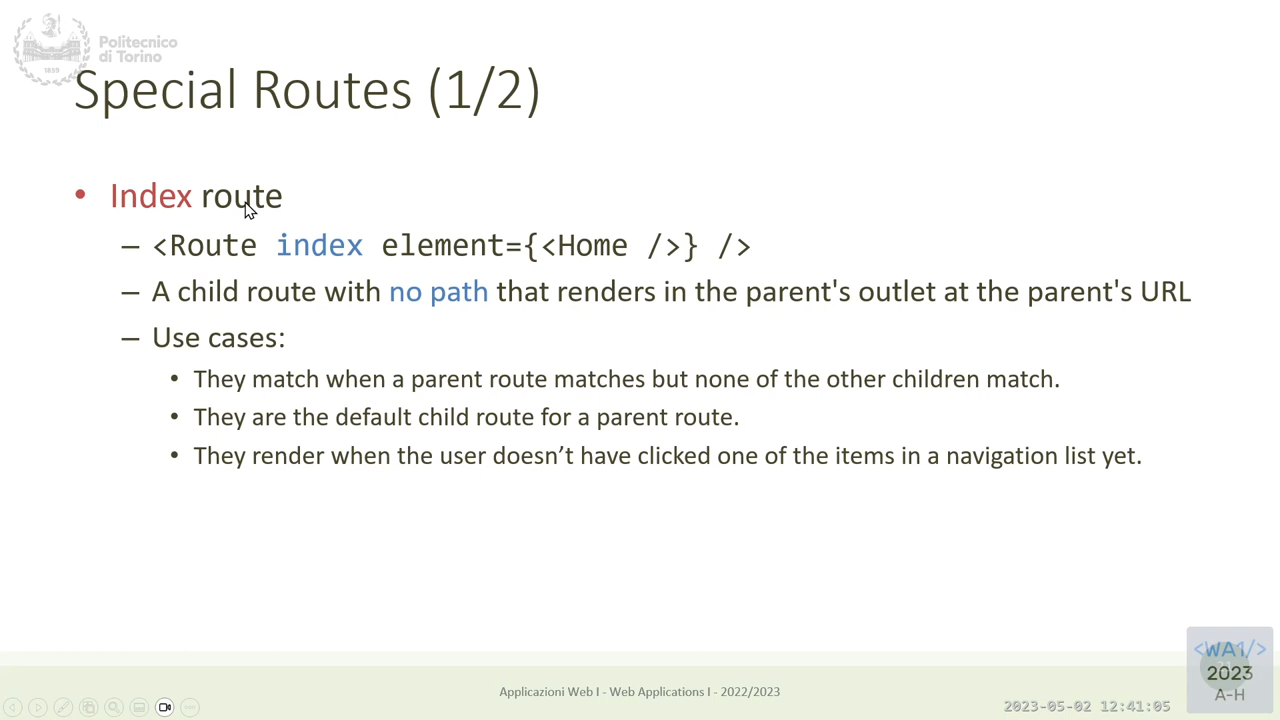 Politecnico
di Torino
1859
Special Routes (1/2)
• Index route
– <Route index element={<Home />} />
– A child route with no path that renders in the parent's outlet at the parent's URL
– Use cases:
• They match when a parent route matches but none of the other children match.
• They are the default child route for a parent route.
• They render when the user doesn’t have clicked one of the items in a navigation list yet.
Applicazioni Web I - Web Applications I - 2022/2023
2023-05-02 12:41:05
<WA1/>
2023
A-H